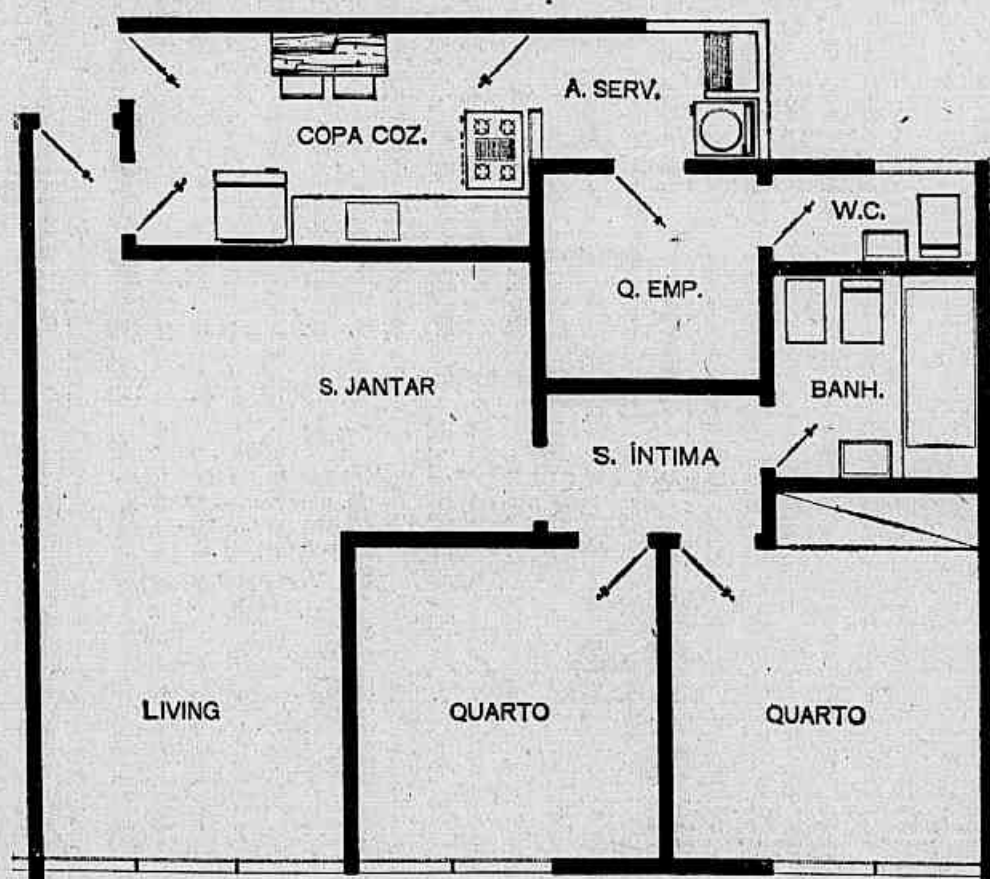 A. SERV.
COPA COZ.
W.C.
Q. EMP.
S. JANTAR
BANH.
S. ÍNTIMA
LIVING
QUARTO
QUARTO